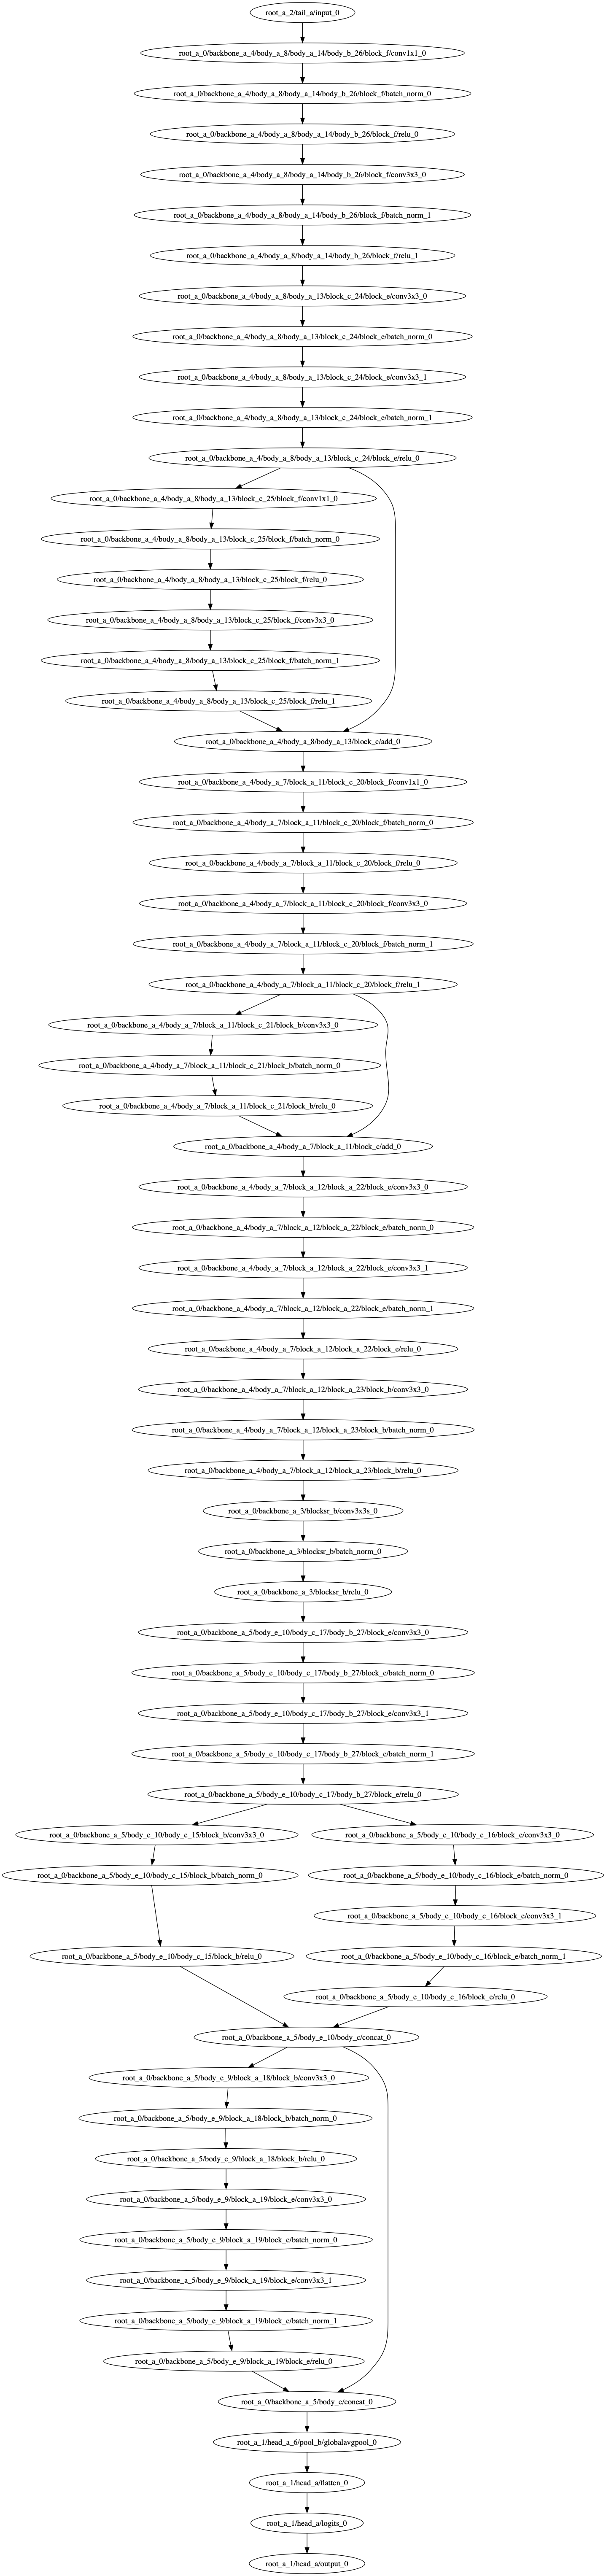 root_a_2/tail_a/input_0
root_a_0/backbone_a_4/body_a_8/body_a_14/body_b_26/block_f/conv1x1_0
root_a_0/backbone_a_4/body_a_8/body_a_14/body_b_26/block_f/batch_norm_0
root_a_0/backbone_a_4/body_a_8/body_a_14/body_b_26/block_f/relu_0
root_a_0/backbone_a_4/body_a_8/body_a_14/body_b_26/block_f/conv3x3_0
root_a_0/backbone_a_4/body_a_8/body_a_14/body_b_26/block_f/batch_norm_1
root_a_0/backbone_a_4/body_a_8/body_a_14/body_b_26/block_f/relu_1
root_a_0/backbone_a_4/body_a_8/body_a_13/block_c_24/block_e/conv3x3_0
root_a_0/backbone_a_4/body_a_8/body_a_13/block_c_24/block_e/batch_norm_0
root_a_0/backbone_a_4/body_a_8/body_a_13/block_c_24/block_e/conv3x3_1
root_a_0/backbone_a_4/body_a_8/body_a_13/block_c_24/block_e/batch_norm_1
root_a_0/backbone_a_4/body_a_8/body_a_13/block_c_24/block_e/relu_0
root_a_0/backbone_a_4/body_a_8/body_a_13/block_c_25/block_f/conv1x1_0
root_a_0/backbone_a_4/body_a_8/body_a_13/block_c_25/block_f/batch_norm_0
root_a_0/backbone_a_4/body_a_8/body_a_13/block_c_25/block_f/relu_0
root_a_0/backbone_a_4/body_a_8/body_a_13/block_c_25/block_f/conv3x3_0
root_a_0/backbone_a_4/body_a_8/body_a_13/block_c_25/block_f/batch_norm_1
root_a_0/backbone_a_4/body_a_8/body_a_13/block_c_25/block_f/relu_1
root_a_0/backbone_a_4/body_a_8/body_a_13/block_c/add_0
root_a_0/backbone_a_4/body_a_7/block_a_11/block_c_20/block_f/conv1x1_0
root_a_0/backbone_a_4/body_a_7/block_a_11/block_c_20/block_f/batch_norm_0
root_a_0/backbone_a_4/body_a_7/block_a_11/block_c_20/block_f/relu_0
root_a_0/backbone_a_4/body_a_7/block_a_11/block_c_20/block_f/conv3x3_0
root_a_0/backbone_a_4/body_a_7/block_a_11/block_c_20/block_f/batch_norm_1
root_a_0/backbone_a_4/body_a_7/block_a_11/block_c_20/block_f/relu_1
root_a_0/backbone_a_4/body_a_7/block_a_11/block_c_21/block_b/conv3x3_0
root_a_0/backbone_a_4/body_a_7/block_a_11/block_c_21/block_b/batch_norm_0
root_a_0/backbone_a_4/body_a_7/block_a_11/block_c_21/block_b/relu_0
root_a_0/backbone_a_4/body_a_7/block_a_11/block_c/add_0
root_a_0/backbone_a_4/body_a_7/block_a_12/block_a_22/block_e/conv3x3_0
root_a_0/backbone_a_4/body_a_7/block_a_12/block_a_22/block_e/batch_norm_0
root_a_0/backbone_a_4/body_a_7/block_a_12/block_a_22/block_e/conv3x3_1
root_a_0/backbone_a_4/body_a_7/block_a_12/block_a_22/block_e/batch_norm_1
root_a_0/backbone_a_4/body_a_7/block_a_12/block_a_22/block_e/relu_0
root_a_0/backbone_a_4/body_a_7/block_a_12/block_a_23/block_b/conv3x3_0
root_a_0/backbone_a_4/body_a_7/block_a_12/block_a_23/block_b/batch_norm_0
root_a_0/backbone_a_4/body_a_7/block_a_12/block_a_23/block_b/relu_0
root_a_0/backbone_a_3/blocksr_b/conv3x3s_0
root_a_0/backbone_a_3/blocksr_b/batch_norm_0
root_a_0/backbone_a_3/blocksr_b/relu_0
root_a_0/backbone_a_5/body_e_10/body_c_17/body_b_27/block_e/conv3x3_0
root_a_0/backbone_a_5/body_e_10/body_c_17/body_b_27/block_e/batch_norm_0
root_a_0/backbone_a_5/body_e_10/body_c_17/body_b_27/block_e/conv3x3_1
root_a_0/backbone_a_5/body_e_10/body_c_17/body_b_27/block_e/batch_norm_1
root_a_0/backbone_a_5/body_e_10/body_c_17/body_b_27/block_e/relu_0
root_a_0/backbone_a_5/body_e_10/body_c_15/block_b/conv3x3_0
root_a_0/backbone_a_5/body_e_10/body_c_16/block_e/conv3x3_0
root_a_0/backbone_a_5/body_e_10/body_c_15/block_b/batch_norm_0
root_a_0/backbone_a_5/body_e_10/body_c_16/block_e/batch_norm_0
root_a_0/backbone_a_5/body_e_10/body_c_16/block_e/conv3x3_1
root_a_0/backbone_a_5/body_e_10/body_c_15/block_b/relu_0
root_a_0/backbone_a_5/body_e_10/body_c_16/block_e/batch_norm_1
root_a_0/backbone_a_5/body_e_10/body_c_16/block_e/relu_0
root_a_0/backbone_a_5/body_e_10/body_c/concat_0
root_a_0/backbone_a_5/body_e_9/block_a_18/block_b/conv3x3_0
root_a_0/backbone_a_5/body_e_9/block_a_18/block_b/batch_norm_0
root_a_0/backbone_a_5/body_e_9/block_a_18/block_b/relu_0
root_a_0/backbone_a_5/body_e_9/block_a_19/block_e/conv3x3_0
root_a_0/backbone_a_5/body_e_9/block_a_19/block_e/batch_norm_0
root_a_0/backbone_a_5/body_e_9/block_a_19/block_e/conv3x3_1
root_a_0/backbone_a_5/body_e_9/block_a_19/block_e/batch_norm_1
root_a_0/backbone_a_5/body_e_9/block_a_19/block_e/relu_0
root_a_0/backbone_a_5/body_e/concat_0
root_a_1/head_a_6/pool_b/globalavgpool_0
root_a_1/head_a/flatten_0
root_a_1/head_a/logits_0
root_a_1/head_a/output_0